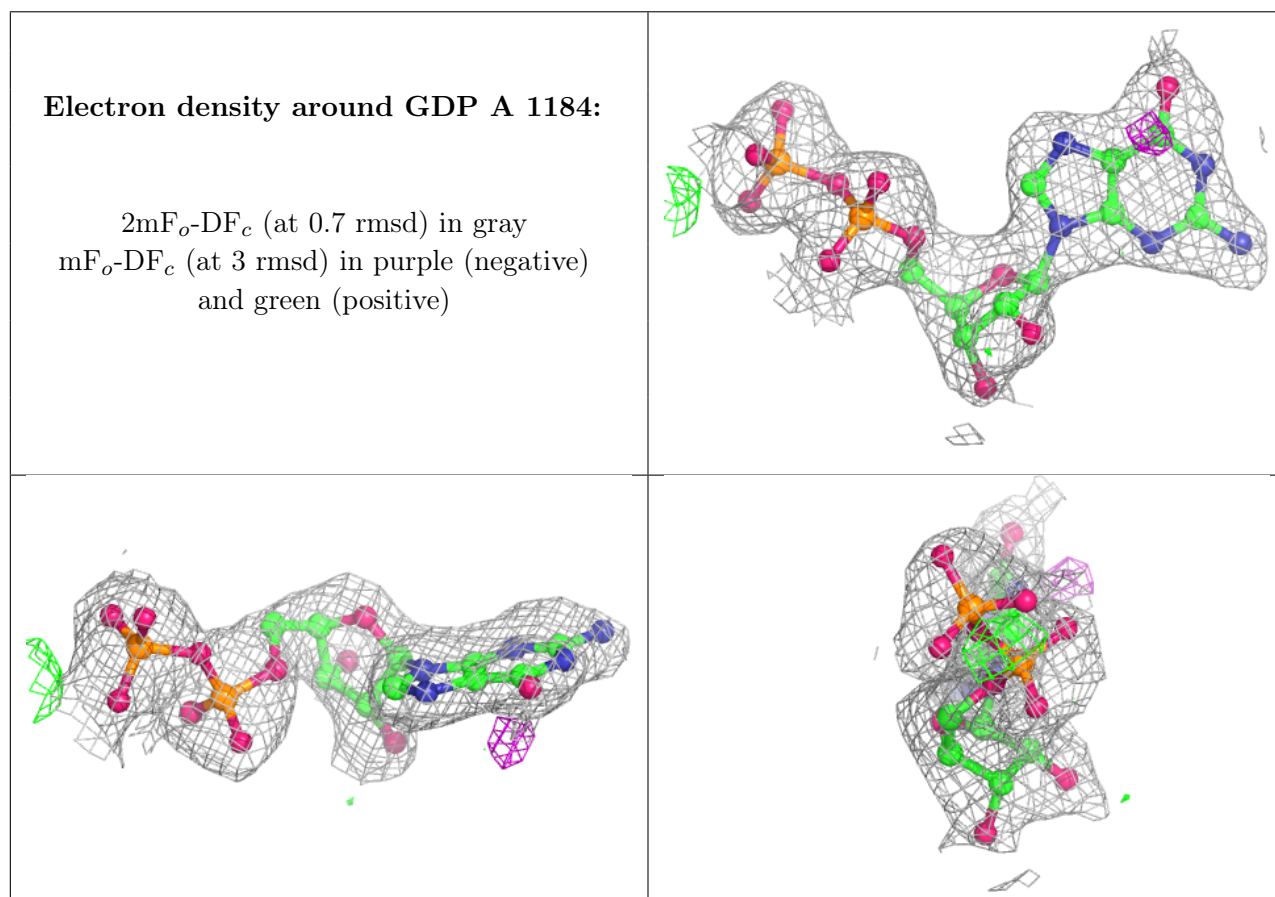 Electron density around GDP A 1184:
2mFo-DFc (at 0.7 rmsd) in gray
mFo-DFc (at 3 rmsd) in purple (negative)
and green (positive)